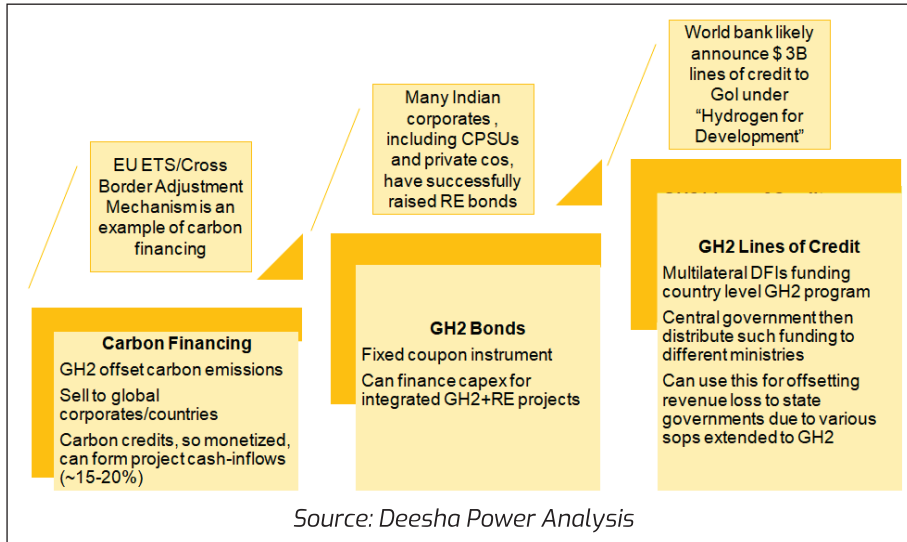 EU ETS/Cross
Border Adjustment
Mechanism is an
example of carbon
financing
Carbon Financing
GH2 offset carbon emissions
Sell to global
corporates/countries
Carbon credits, so monetized,
can form project cash-inflows
(~15-20%)
Many Indian
corporates ,
including CPSUs
and private cos,
have successfully
raised RE bonds
GH2 Bonds
Fixed coupon instrument
Can finance capex for
integrated GH2+RE projects
World bank likely
announce $ 3B
lines of credit to
GoI under
“Hydrogen for
Development”
GH2 Lines of Credit
Multilateral DFIs funding
country level GH2 program
Central government then
distribute such funding to
different ministries
Can use this for offsetting
revenue loss to state
governments due to various
sops extended to GH2
Source: Deesha Power Analysis